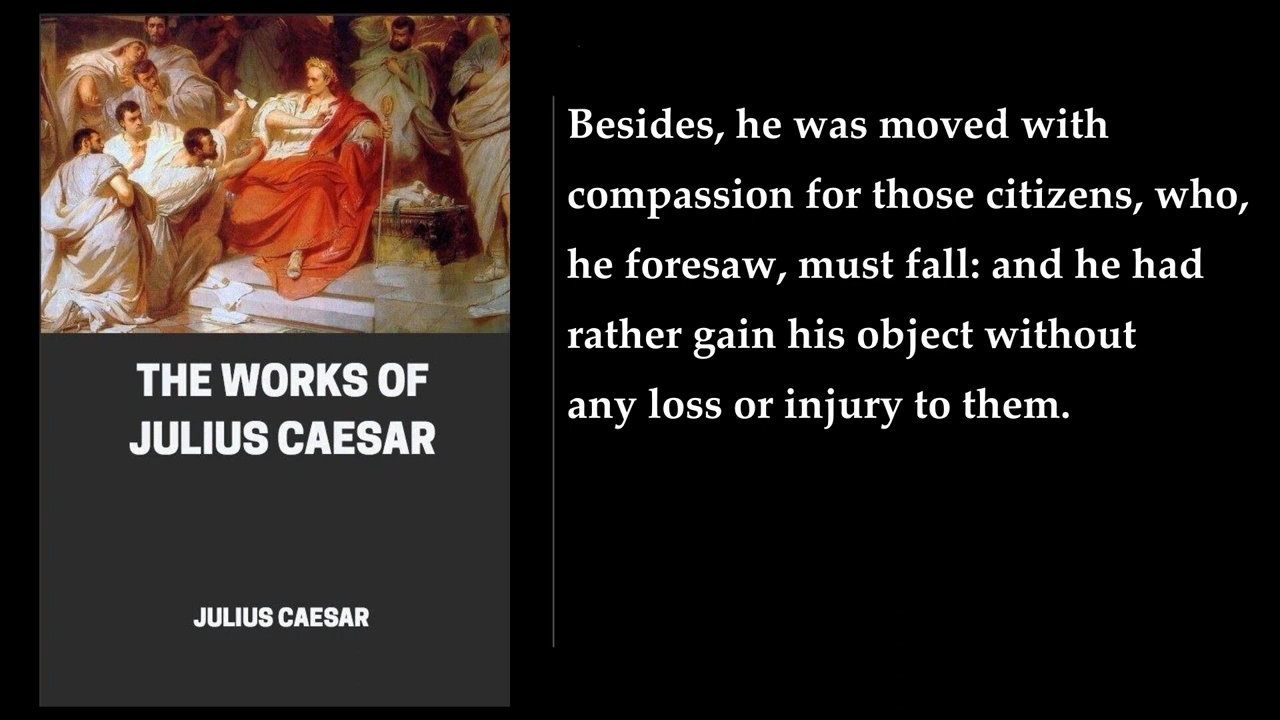 THE WORKS OF
JULIUS CAESAR
JULIUS CAESAR
Besides, he was moved with
compassion for those citizens, who,
he foresaw, must fall: and he had
rather gain his object without
any loss or injury to them.